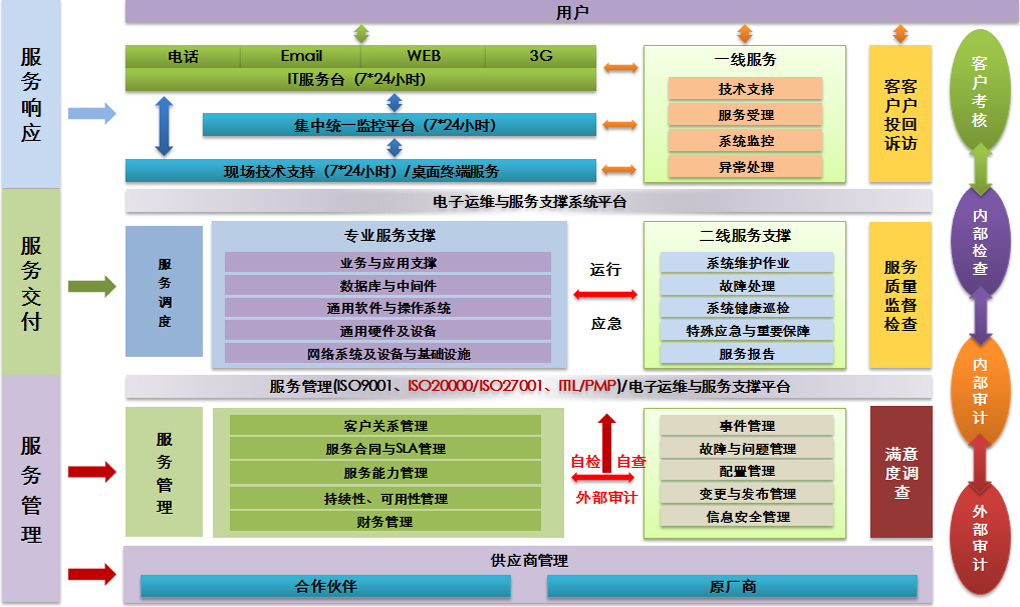 用户
服务响应
电话
Email
WEB
3G
IT服务台（7*24小时）
集中统一监控平台（7*24小时）
现场技术支持（7*24小时）/桌面终端服务
一线服务
技术支持
服务受理
系统监控
异常处理
客户投诉
客户回访
客户考核
电子运维与服务支撑系统平台
服务交付
服务调度
专业服务支撑
业务与应用支撑
数据库与中间件
通用软件与操作系统
通用硬件及设备
网络系统及设备与基础设施
运行
应急
二线服务支撑
系统维护作业
故障处理
系统健康巡检
特殊应急与重要保障
服务报告
服务
质量
监督
检查
内部检查
服务管理(ISO9001、ISO20000/ISO27001、ITIL/PMP)/电子运维与服务支撑平台
服务管理
服务管理
客户关系管理
服务合同与SLA管理
服务能力管理
持续性、可用性管理
财务管理
自检
自查
外部审计
事件管理
故障与问题管理
配置管理
变更与发布管理
信息安全管理
满意
度调
查
内部审计
外部审计
供应商管理
合作伙伴
原厂商